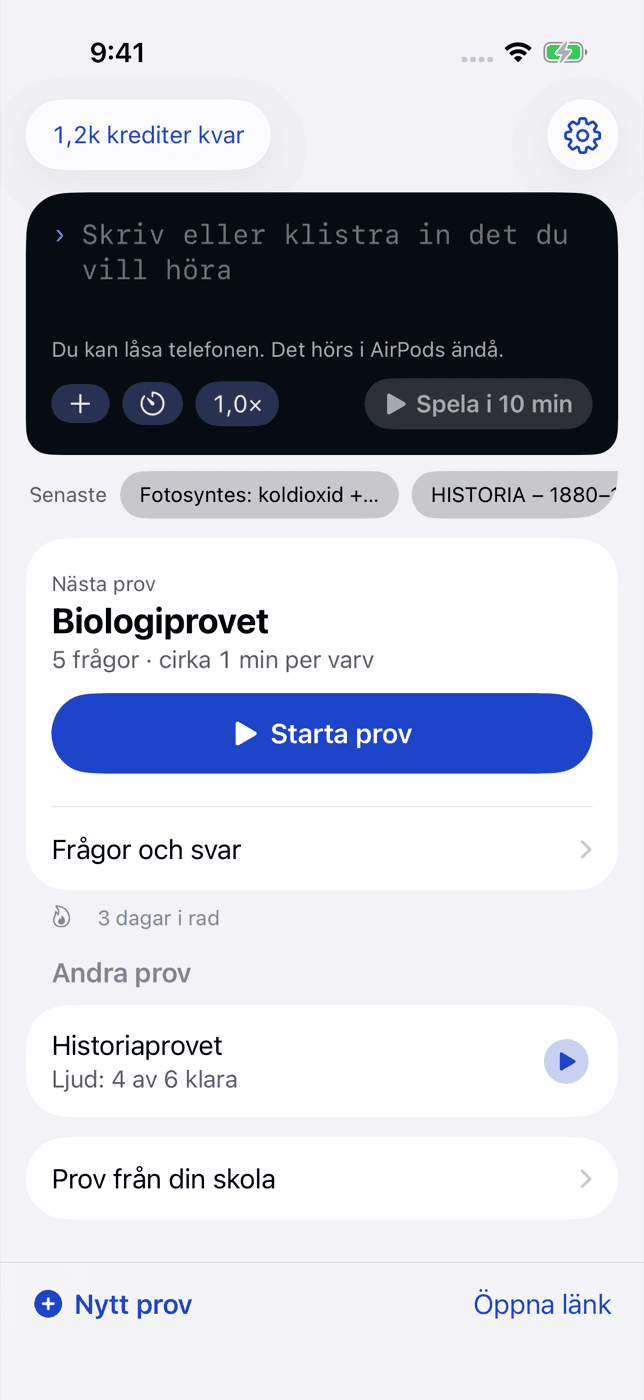 9:41
1,2k krediter kvar
› Skriv eller klistra in det du
vill höra
Du kan låsa telefonen. Det hörs i AirPods ändå.
1,0×
Spela i 10 min
Senaste
Fotosyntes: koldioxid +...
HISTORIA – 1880–
Nästa prov
Biologiprovet
5 frågor · cirka 1 min per varv
Starta prov
Frågor och svar
3 dagar i rad
Andra prov
Historiaprovet
Ljud: 4 av 6 klara
Prov från din skola
Nytt prov
Öppna länk